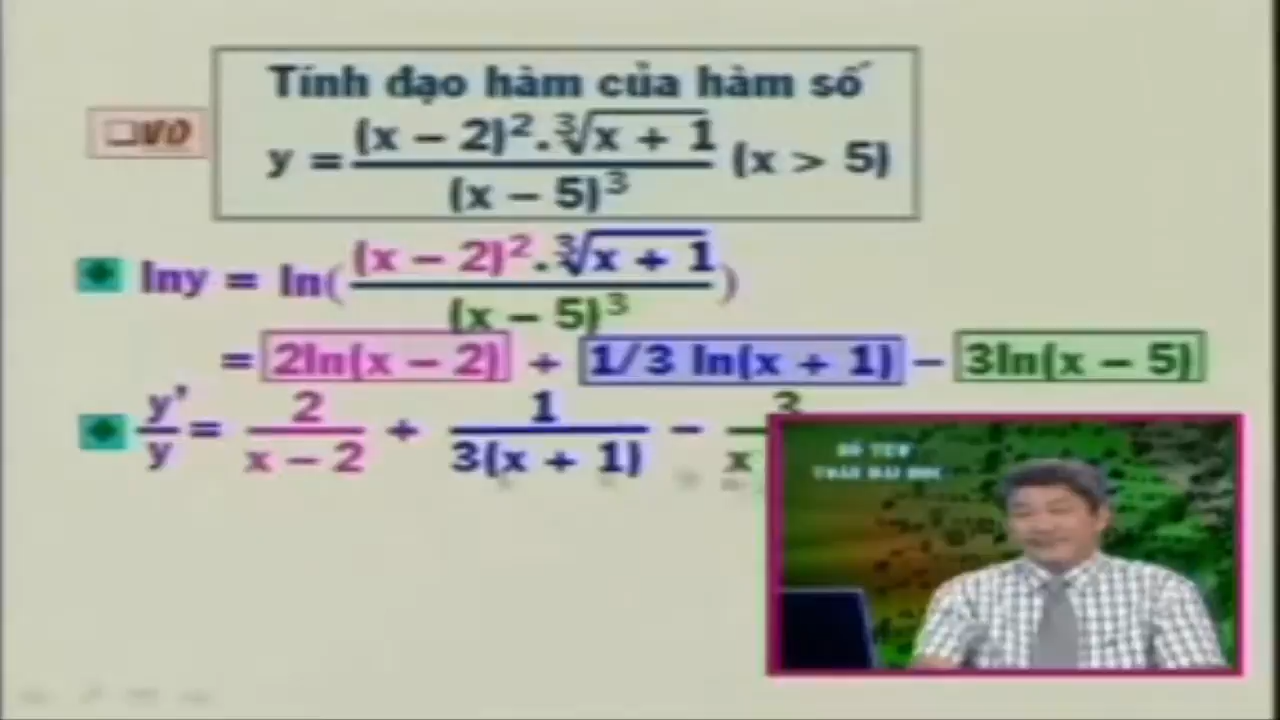 Tính đạo hàm của hàm số
❑VD
y = (x – 2)².∛x + 1 / (x – 5)³ (x > 5)
lny = ln((x – 2)².∛x + 1 / (x – 5)³)
= 2ln(x – 2) + 1/3 ln(x + 1) – 3ln(x – 5)
y'/y = 2/(x – 2) + 1/(3(x + 1)) – 3/x